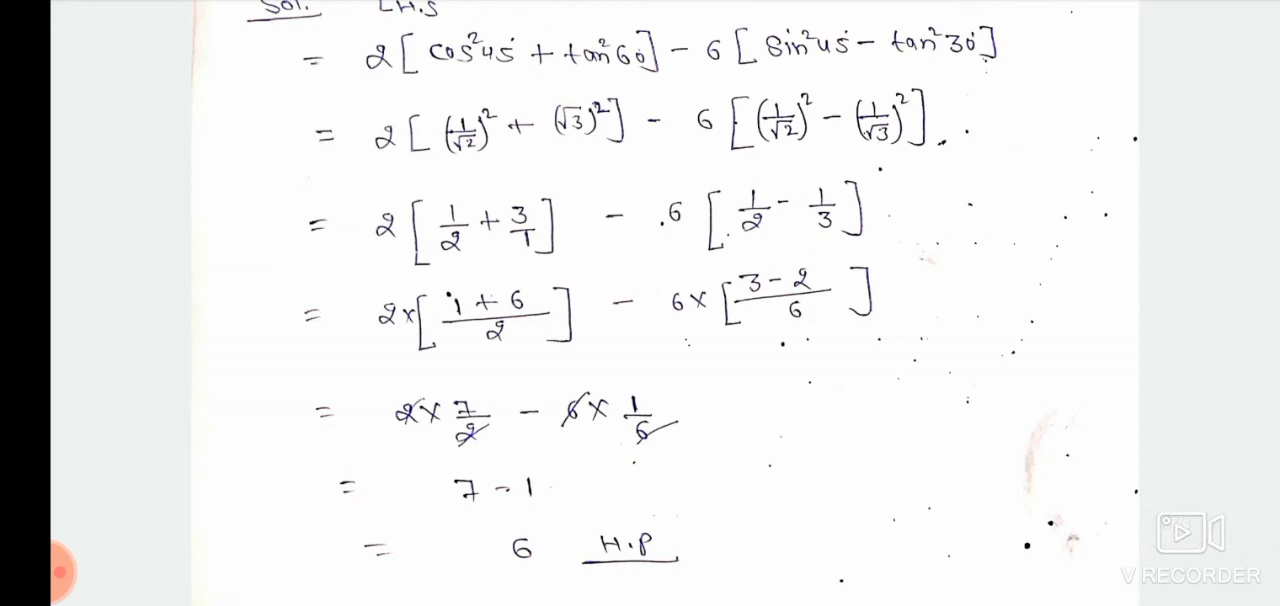 Sol. L.H.S
= 2[cos²45° + tan²60°] - 6[Sin²45° - tan²30°]
= 2[(1/√2)² + (√3)²] - 6[(1/√2)² - (1/√3)²]
= 2[1/2 + 3/1] - 6[1/2 - 1/3]
= 2×[1+6/2] - 6×[3-2/6]
= 2×7/2 - 6×1/6
= 7-1
= 6 H.P
V RECORDER